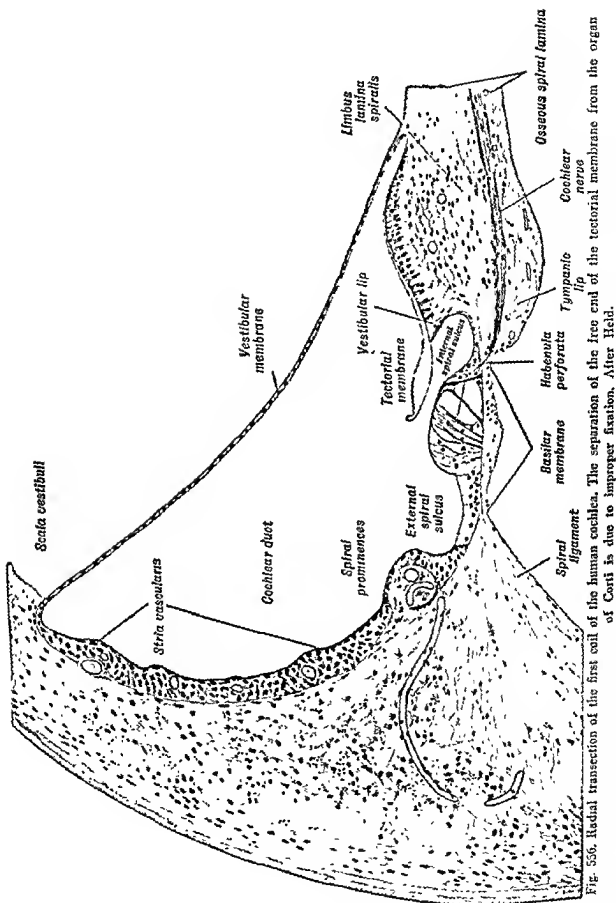 Scala vestibuli
Vestibular
membrane
Limbus
lamina
spiralis
Stria vascularis
Cochlear duct
Spiral
prominences
Tectorial
membrane
Vestibular lip
Internal
spiral sulcus
External
spiral
sulcus
Osseous spiral lamina
Cochlear
nerve
Tympanic
lip
Habenula
perforata
Basilar
membrane
Spiral
ligament
Fig. 556. Radial transection of the first coil of the human cochlea. The separation of the free end of the tectorial membrane from the organ
of Corti is due to improper fixation. After Held.